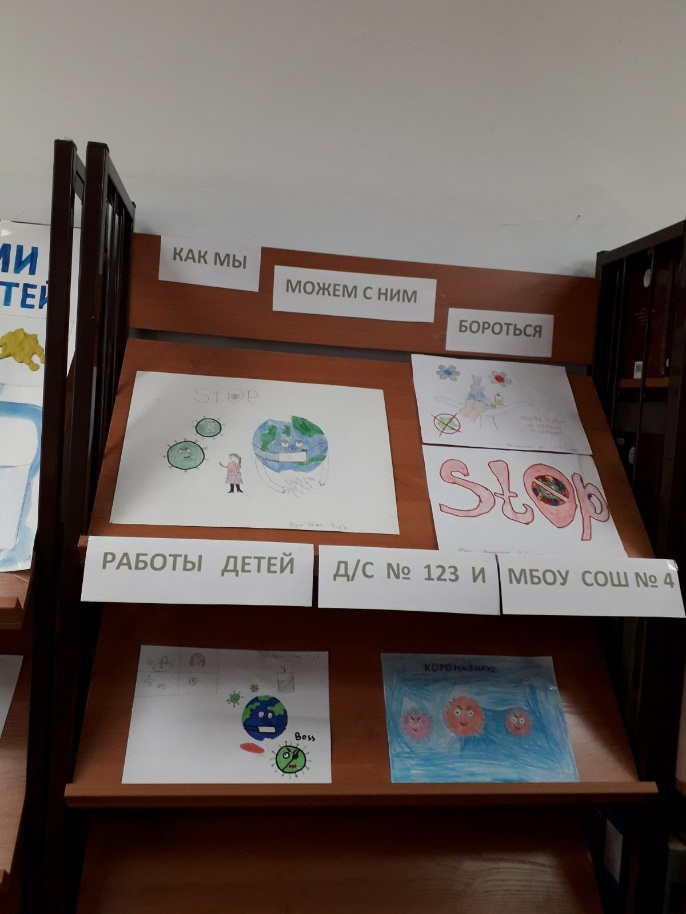 МИ
ТЕЙ
КАК МЫ
МОЖЕМ С НИМ
БОРОТЬСЯ
Stop
StOp
РАБОТЫ ДЕТЕЙ
Д/С № 123 И
МБОУ СОШ № 4
Boss
КОРОНАВИРУС